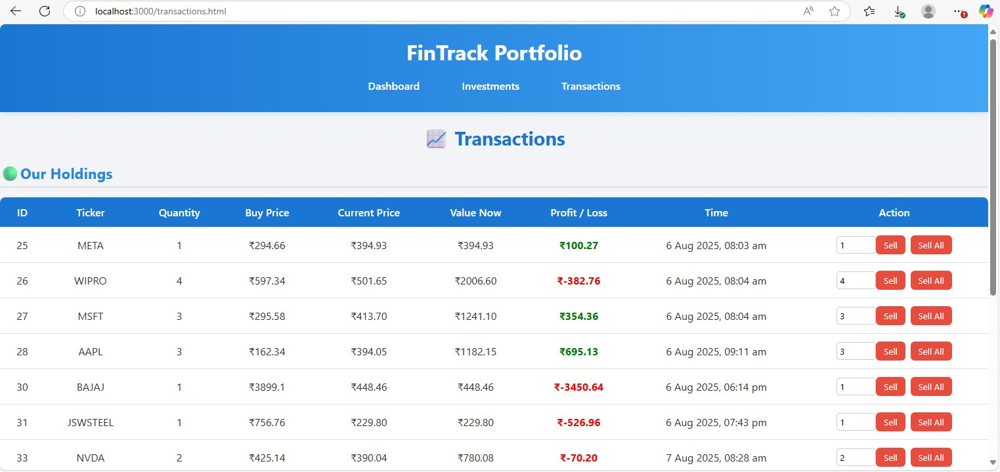 localhost:3000/transactions.html
FinTrack Portfolio
Dashboard Investments Transactions
Transactions
Our Holdings
ID Ticker Quantity Buy Price Current Price Value Now Profit / Loss Time Action
25 META 1 ₹294.66 ₹394.93 ₹394.93 ₹100.27 6 Aug 2025, 08:03 am 1 Sell Sell All
26 WIPRO 4 ₹597.34 ₹501.65 ₹2006.60 ₹-382.76 6 Aug 2025, 08:04 am 4 Sell Sell All
27 MSFT 3 ₹295.58 ₹413.70 ₹1241.10 ₹354.36 6 Aug 2025, 08:04 am 3 Sell Sell All
28 AAPL 3 ₹162.34 ₹394.05 ₹1182.15 ₹695.13 6 Aug 2025, 09:11 am 3 Sell Sell All
30 BAJAJ 1 ₹3899.1 ₹448.46 ₹448.46 ₹-3450.64 6 Aug 2025, 06:14 pm 1 Sell Sell All
31 JSWSTEEL 1 ₹756.76 ₹229.80 ₹229.80 ₹-526.96 6 Aug 2025, 07:43 pm 1 Sell Sell All
33 NVDA 2 ₹425.14 ₹390.04 ₹780.08 ₹-70.20 7 Aug 2025, 08:28 am 2 Sell Sell All